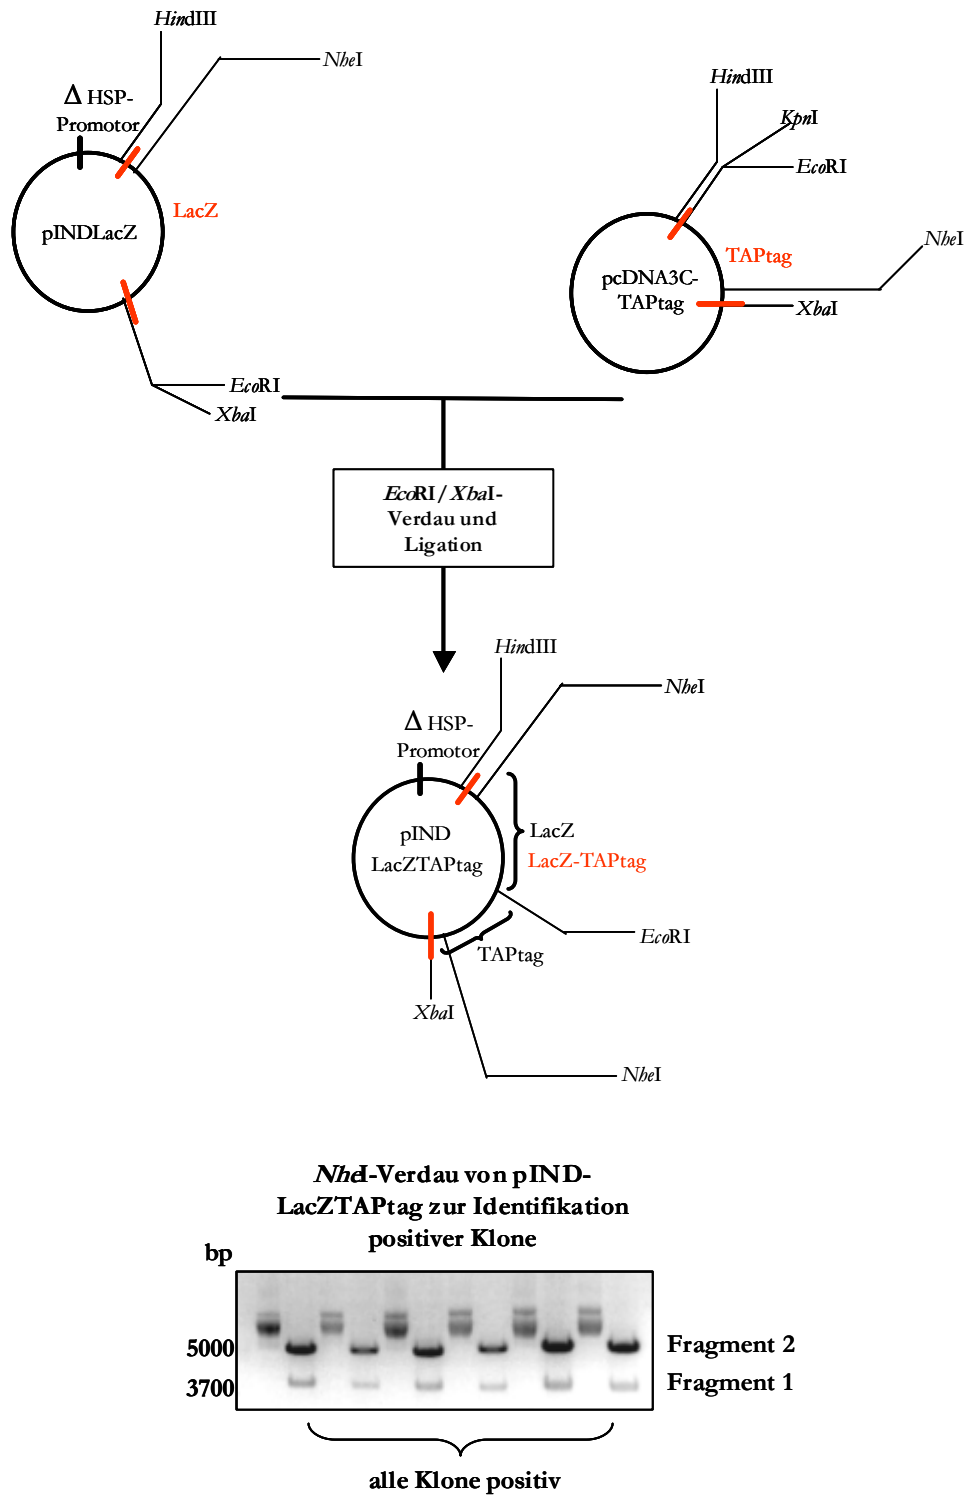 HindIII
NheI
Δ HSP-
Promotor
pINDLacZ
LacZ
EcoRI
XbaI
HindIII
KpnI
EcoRI
NheI
TAPtag
pcDNA3C-
TAPtag
XbaI
EcoRI/XbaI-
Verdau und
Ligation
HindIII
NheI
Δ HSP-
Promotor
pIND
LacZTAPtag
LacZ
LacZ-TAPtag
EcoRI
TAPtag
XbaI
NheI
NheI-Verdau von pIND-
LacZTAPtag zur Identifikation
positiver Klone
bp
5000
Fragment 2
3700
Fragment 1
alle Klone positiv